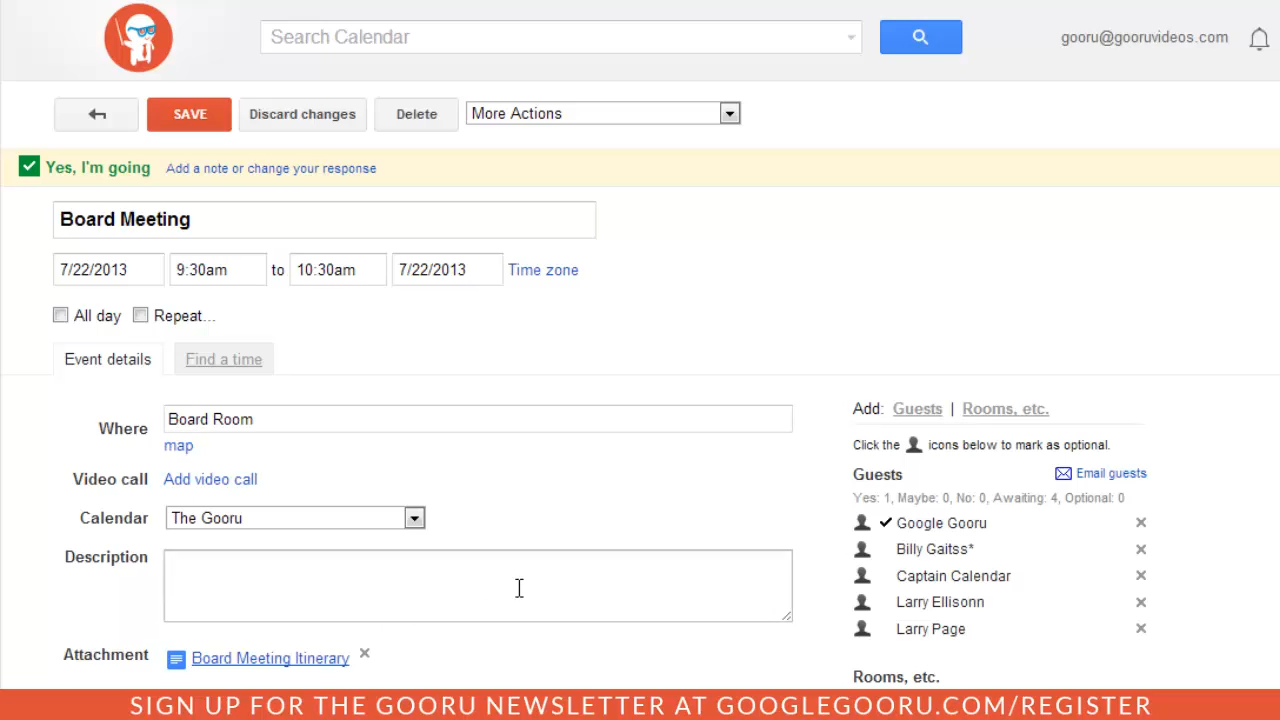 Search Calendar
gooru@gooruvideos.com
SAVE
Discard changes
Delete
More Actions
Yes, I'm going
Add a note or change your response
Board Meeting
7/22/2013 9:30am to 10:30am 7/22/2013 Time zone
All day Repeat...
Event details
Find a time
Where Board Room
map
Video call Add video call
Calendar The Gooru
Description
Attachment Board Meeting Itinerary
Add: Guests | Rooms, etc.
Click the icons below to mark as optional.
Guests Email guests
Yes: 1, Maybe: 0, No: 0, Awaiting: 4, Optional: 0
Google Gooru
Billy Gaitss*
Captain Calendar
Larry Ellisonn
Larry Page
Rooms, etc.
SIGN UP FOR THE GOORU NEWSLETTER AT GOOGLEGOORU.COM/REGISTER